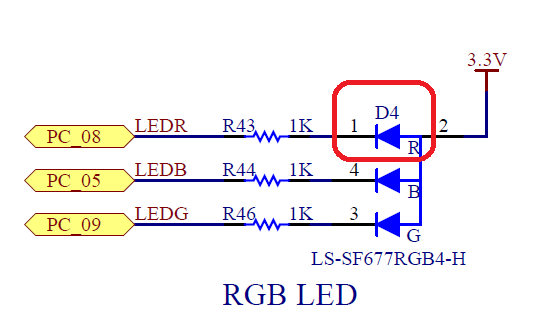 3.3V
D4
PC_08 LEDR R43 1K 1 R 2
PC_05 LEDB R44 1K 4 B
PC_09 LEDG R46 1K 3 G
LS-SF677RGB4-H
RGB LED